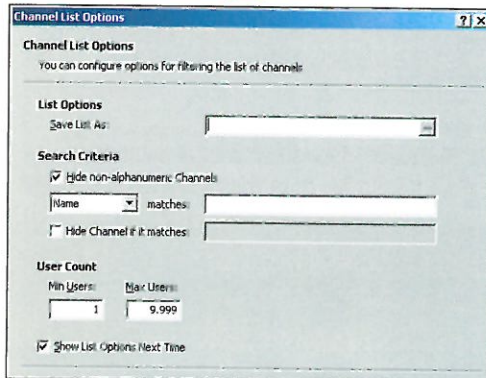 Channel List Options
Channel List Options
You can configure options for filtering the list of channels
List Options
Save List As:
Search Criteria
Hide non-alphanumeric Channels
Name matches:
Hide Channel if it matches:
User Count
Min Users: Max Users:
1 9.999
Show List Options Next Time